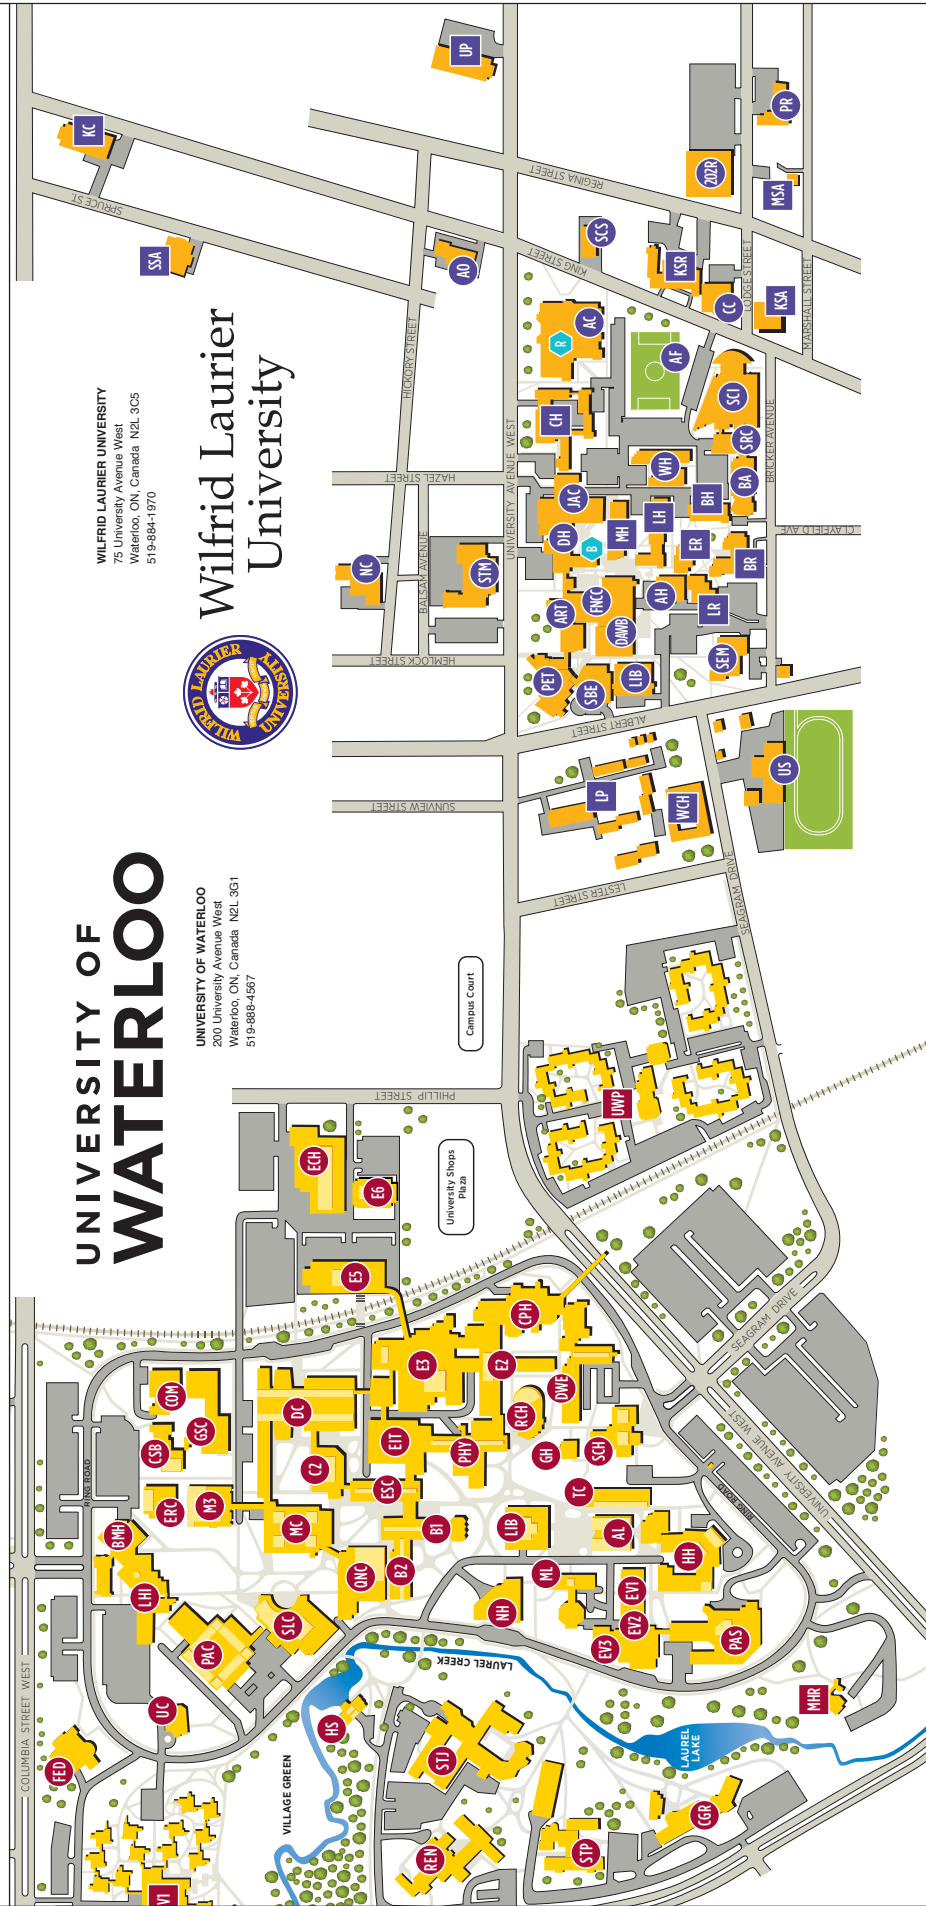 UNIVERSITY OF
WATERLOO
UNIVERSITY OF WATERLOO
200 University Avenue West
Waterloo, ON, Canada N2L 3G1
519-888-4567
WILFRID LAURIER
UNIVERSITY
Wilfrid Laurier
University
WILFRID LAURIER UNIVERSITY
75 University Avenue West
Waterloo, ON, Canada N2L 3C5
519-884-1970
COLUMBIA STREET WEST
RING ROAD
RING ROAD
PHILLIP STREET
SUNVIEW STREET
HEMLOCK STREET
BALSAM AVENUE
HAZEL STREET
HICKORY STREET
SPRUCE ST.
REGINA STREET
KING STREET
LODGE STREET
MARSHALL STREET
BRICKER AVENUE
CLAYFIELD AVE
UNIVERSITY AVENUE WEST
UNIVERSITY AVENUE WEST
ALBERT STREET
LESTER STREET
SEAGRAM DRIVE
SEAGRAM DRIVE
University Shops
Plaza
Campus Court
VILLAGE GREEN
LAUREL CREEK
LAUREL
LAKE
V1
FED
UC
PAC
LHI
BMH
SLC
HS
ERC
M3
CSB
COM
GSC
MC
QNC
DC
C2
EIT
ESC
B1
B2
PHY
E2
E3
E5
E6
ECH
CPH
DWE
RCH
GH
SCH
TC
LIB
AL
ML
NH
HH
EV1
EV2
EV3
PAS
MHR
STJ
REN
STP
CGR
UWP
KC
SSA
UP
AO
NC
STM
SCS
202R
PR
MSA
KSR
CC
KSA
AC
R
AF
SCI
SRC
BA
CH
WH
JAC
DH
B
MH
LH
BH
ER
BR
ART
FNCC
DAWB
AH
LR
PET
SBE
LIB
SEM
LP
WCH
US